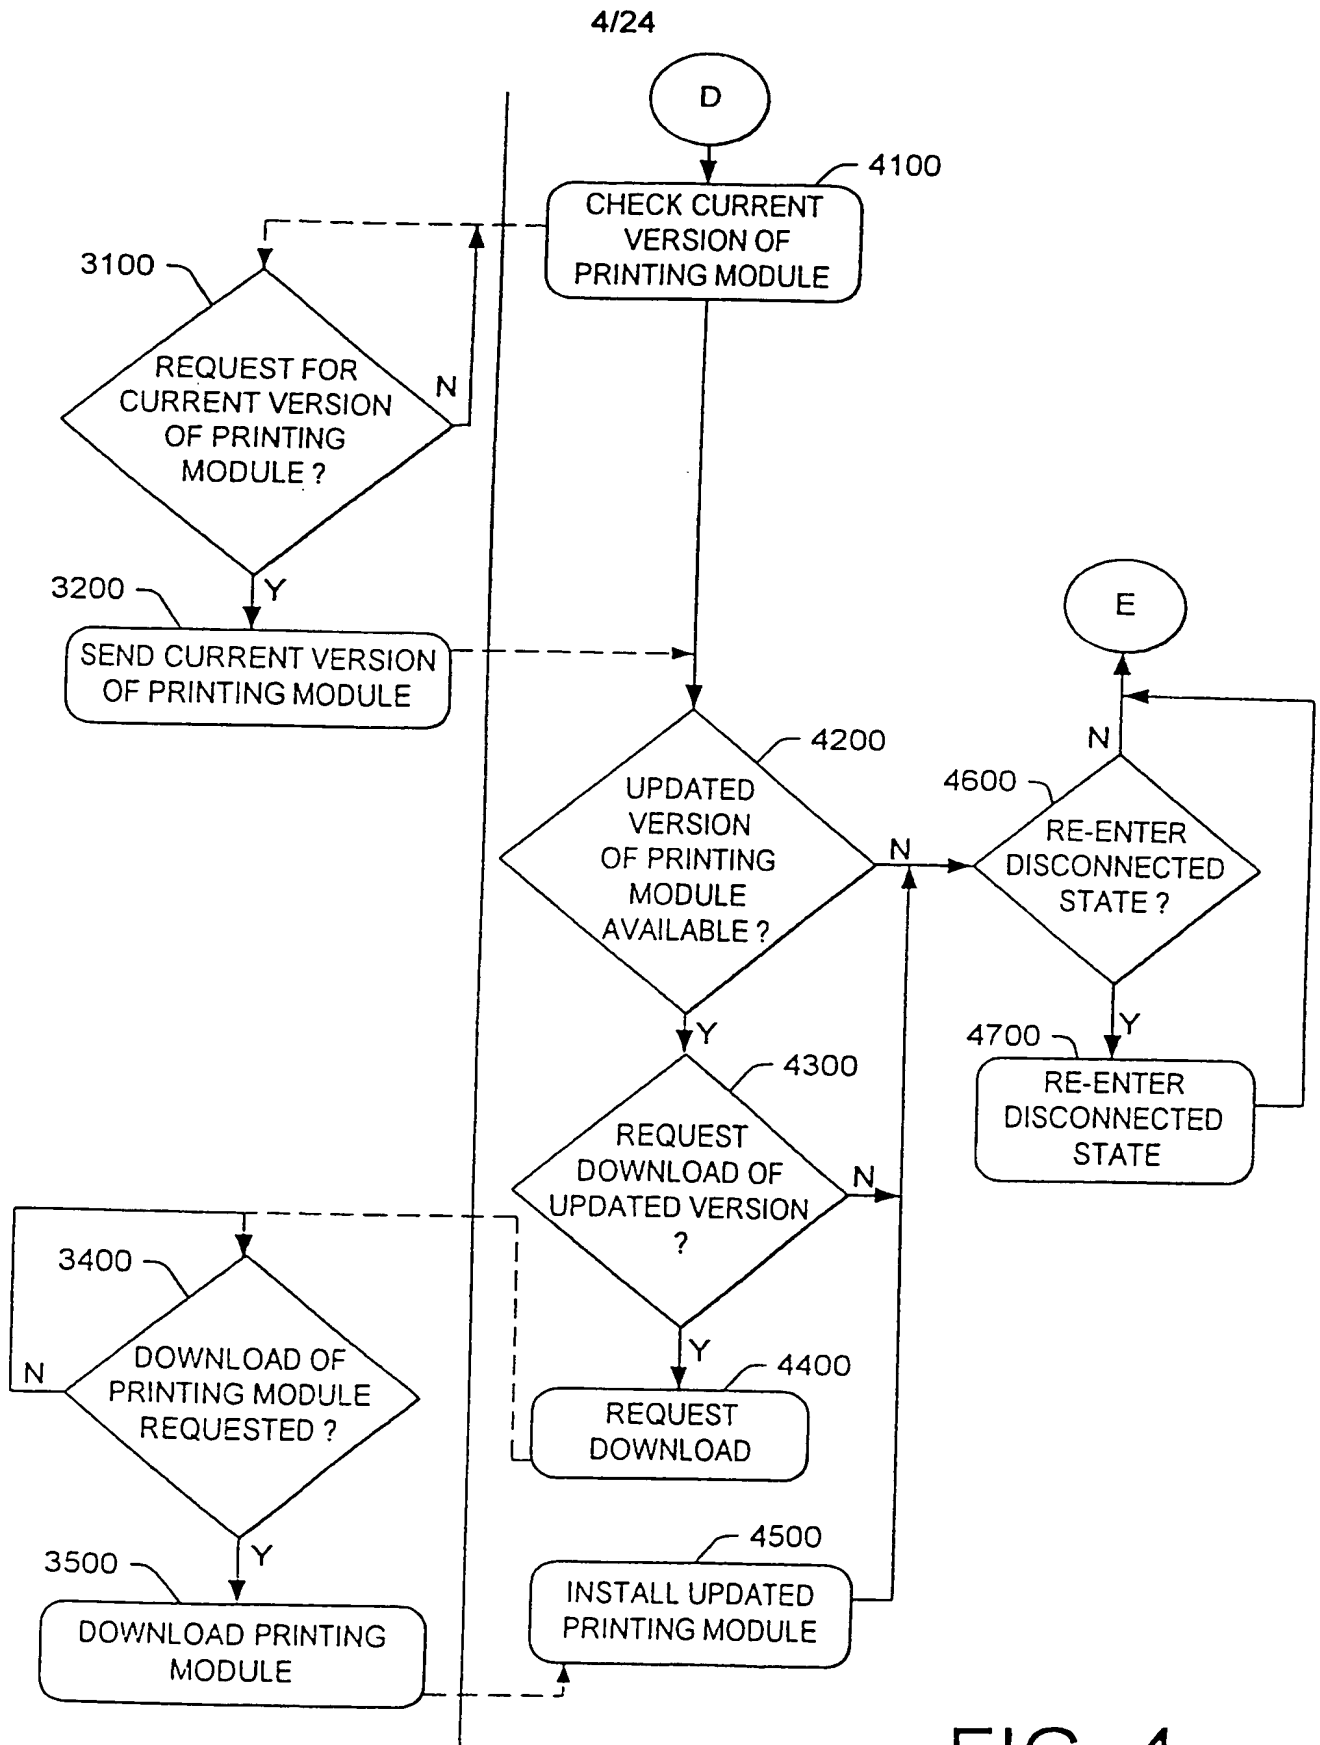 4/24
D
4100
CHECK CURRENT
VERSION OF
PRINTING MODULE
3100
REQUEST FOR
CURRENT VERSION
OF PRINTING
MODULE ?
N
Y
3200
SEND CURRENT VERSION
OF PRINTING MODULE
E
N
4200
UPDATED
VERSION
OF PRINTING
MODULE
AVAILABLE ?
N
Y
4600
RE-ENTER
DISCONNECTED
STATE ?
Y
4700
RE-ENTER
DISCONNECTED
STATE
4300
REQUEST
DOWNLOAD OF
UPDATED VERSION
?
N
Y
3400
DOWNLOAD OF
PRINTING MODULE
REQUESTED ?
N
Y
4400
REQUEST
DOWNLOAD
3500
DOWNLOAD PRINTING
MODULE
4500
INSTALL UPDATED
PRINTING MODULE
FIG. 4